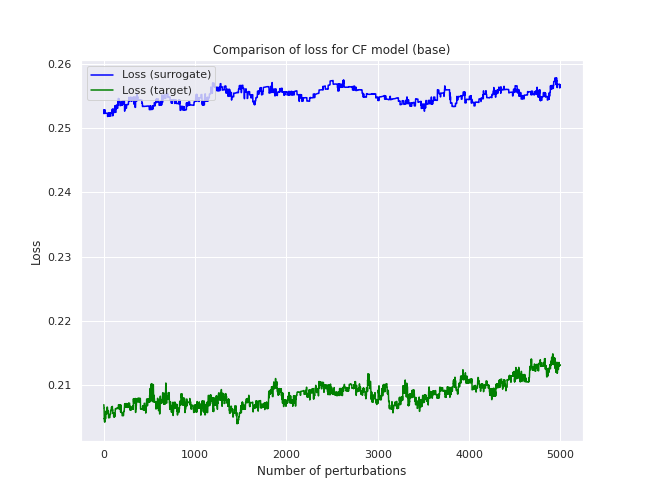 Comparison of loss for CF model (base)
Loss (surrogate)
Loss (target)
0.26
0.25
0.24
0.23
0.22
0.21
Loss
0
1000
2000
3000
4000
5000
Number of perturbations